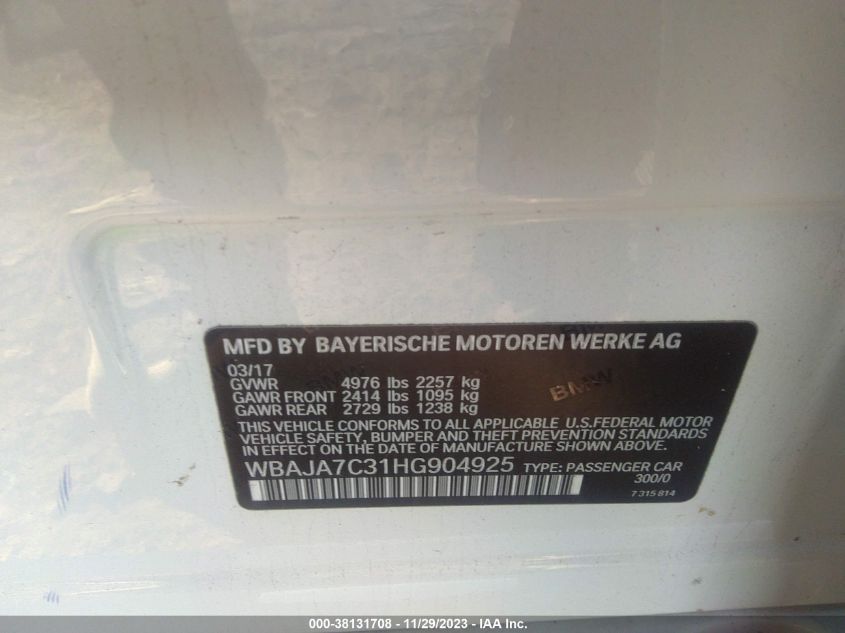 MFD BY BAYERISCHE MOTOREN WERKE AG
03/17
GVWR 4976 lbs 2257 kg
GAWR FRONT 2414 lbs 1095 kg
GAWR REAR 2729 lbs 1238 kg
BMW
THIS VEHICLE CONFORMS TO ALL APPLICABLE U.S.FEDERAL MOTOR
VEHICLE SAFETY, BUMPER AND THEFT PREVENTION STANDARDS
IN EFFECT ON THE DATE OF MANUFACTURE SHOWN ABOVE.
WBAJA7C31HG904925 TYPE: PASSENGER CAR
300/0
7 315 814
000-38131708 - 11/29/2023 - IAA Inc.